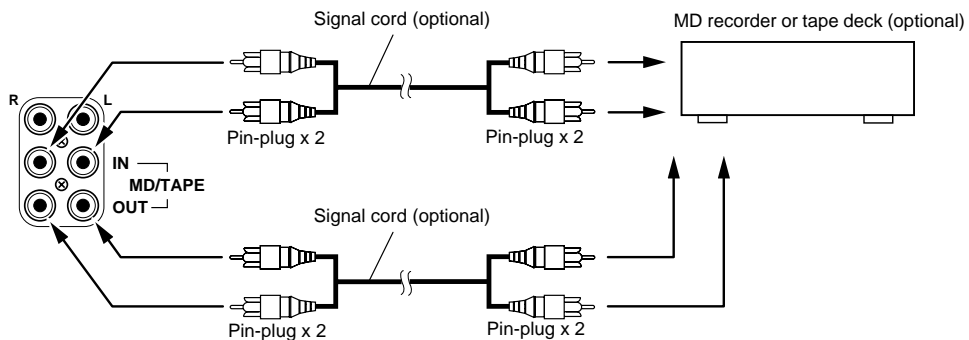 Signal cord (optional)
MD recorder or tape deck (optional)
R
L
Pin-plug x 2
Pin-plug x 2
IN
MD/TAPE
OUT
Signal cord (optional)
Pin-plug x 2
Pin-plug x 2